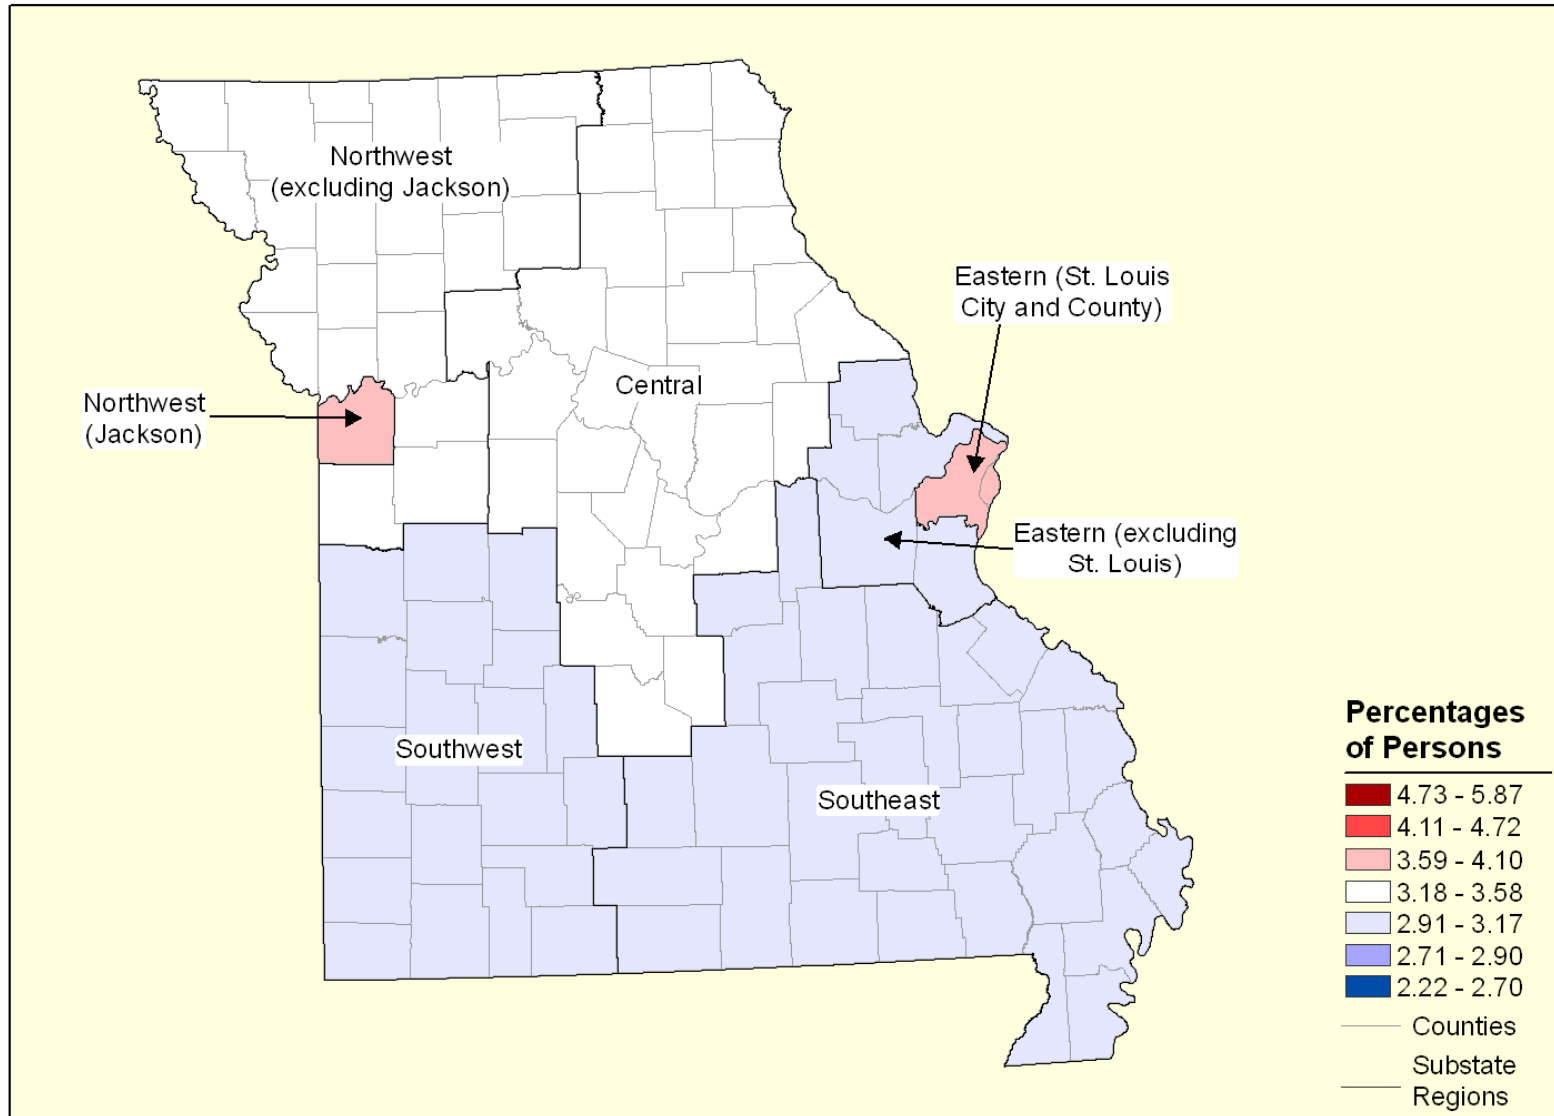 Northwest
(excluding Jackson)
Eastern (St. Louis
City and County)
Central
Northwest
(Jackson)
Eastern (excluding
St. Louis)
Southwest
Southeast
Percentages
of Persons
4.73 - 5.87
4.11 - 4.72
3.59 - 4.10
3.18 - 3.58
2.91 - 3.17
2.71 - 2.90
2.22 - 2.70
Counties
Substate
Regions